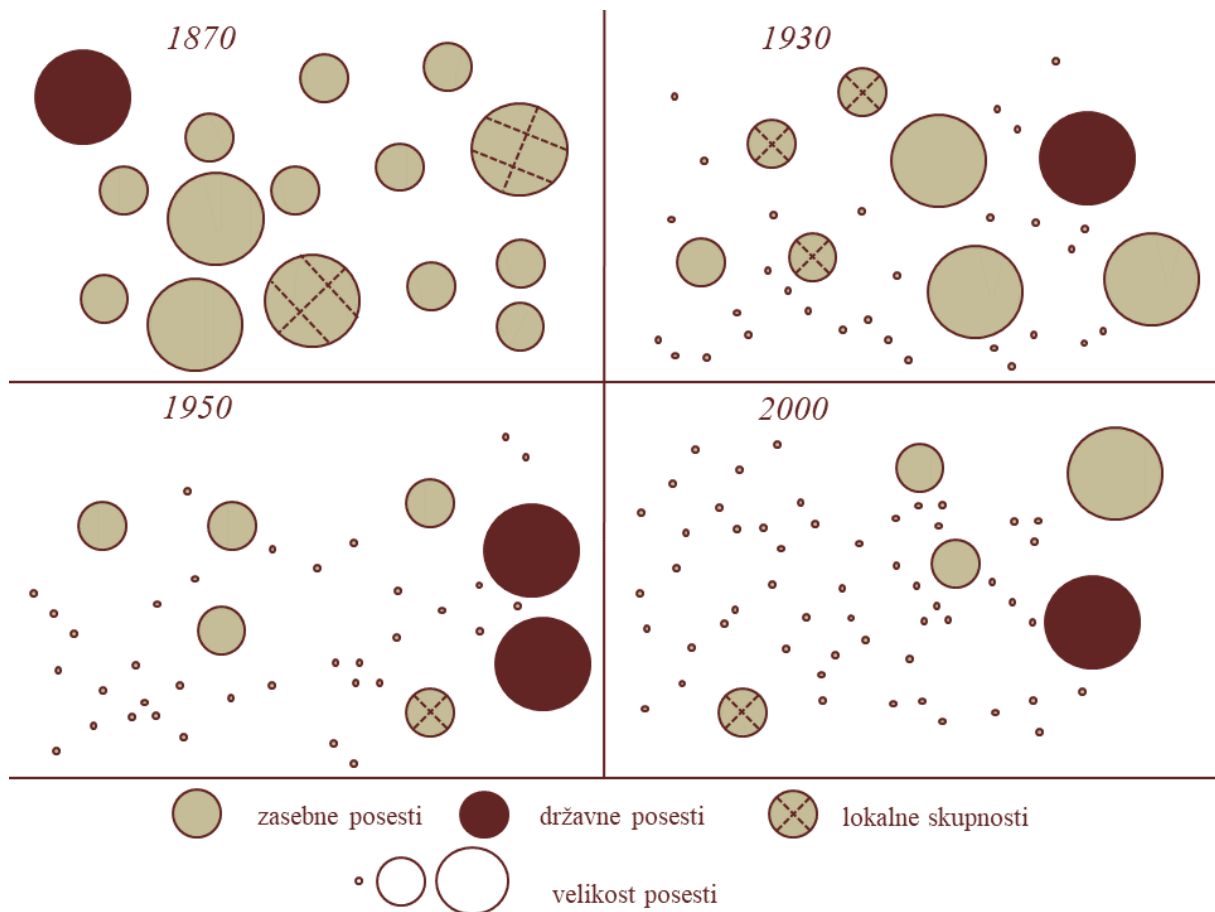 1870
1930
1950
2000
zasebne posesti
državne posesti
lokalne skupnosti
velikost posesti